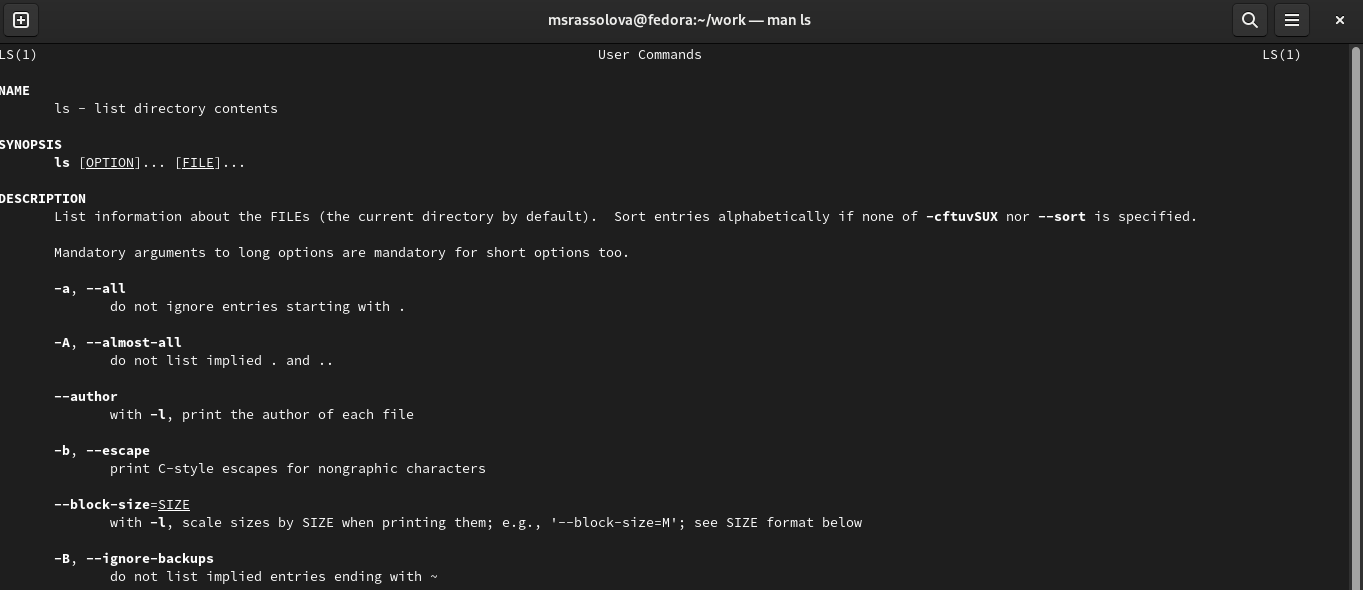 msrassolova@fedora:~/work — man ls
LS(1) User Commands LS(1)
NAME
ls - list directory contents
SYNOPSIS
ls [OPTION]... [FILE]...
DESCRIPTION
List information about the FILEs (the current directory by default).  Sort entries alphabetically if none of -cftuvSUX nor --sort is specified.
Mandatory arguments to long options are mandatory for short options too.
-a, --all
do not ignore entries starting with .
-A, --almost-all
do not list implied . and ..
--author
with -l, print the author of each file
-b, --escape
print C-style escapes for nongraphic characters
--block-size=SIZE
with -l, scale sizes by SIZE when printing them; e.g., '--block-size=M'; see SIZE format below
-B, --ignore-backups
do not list implied entries ending with ~